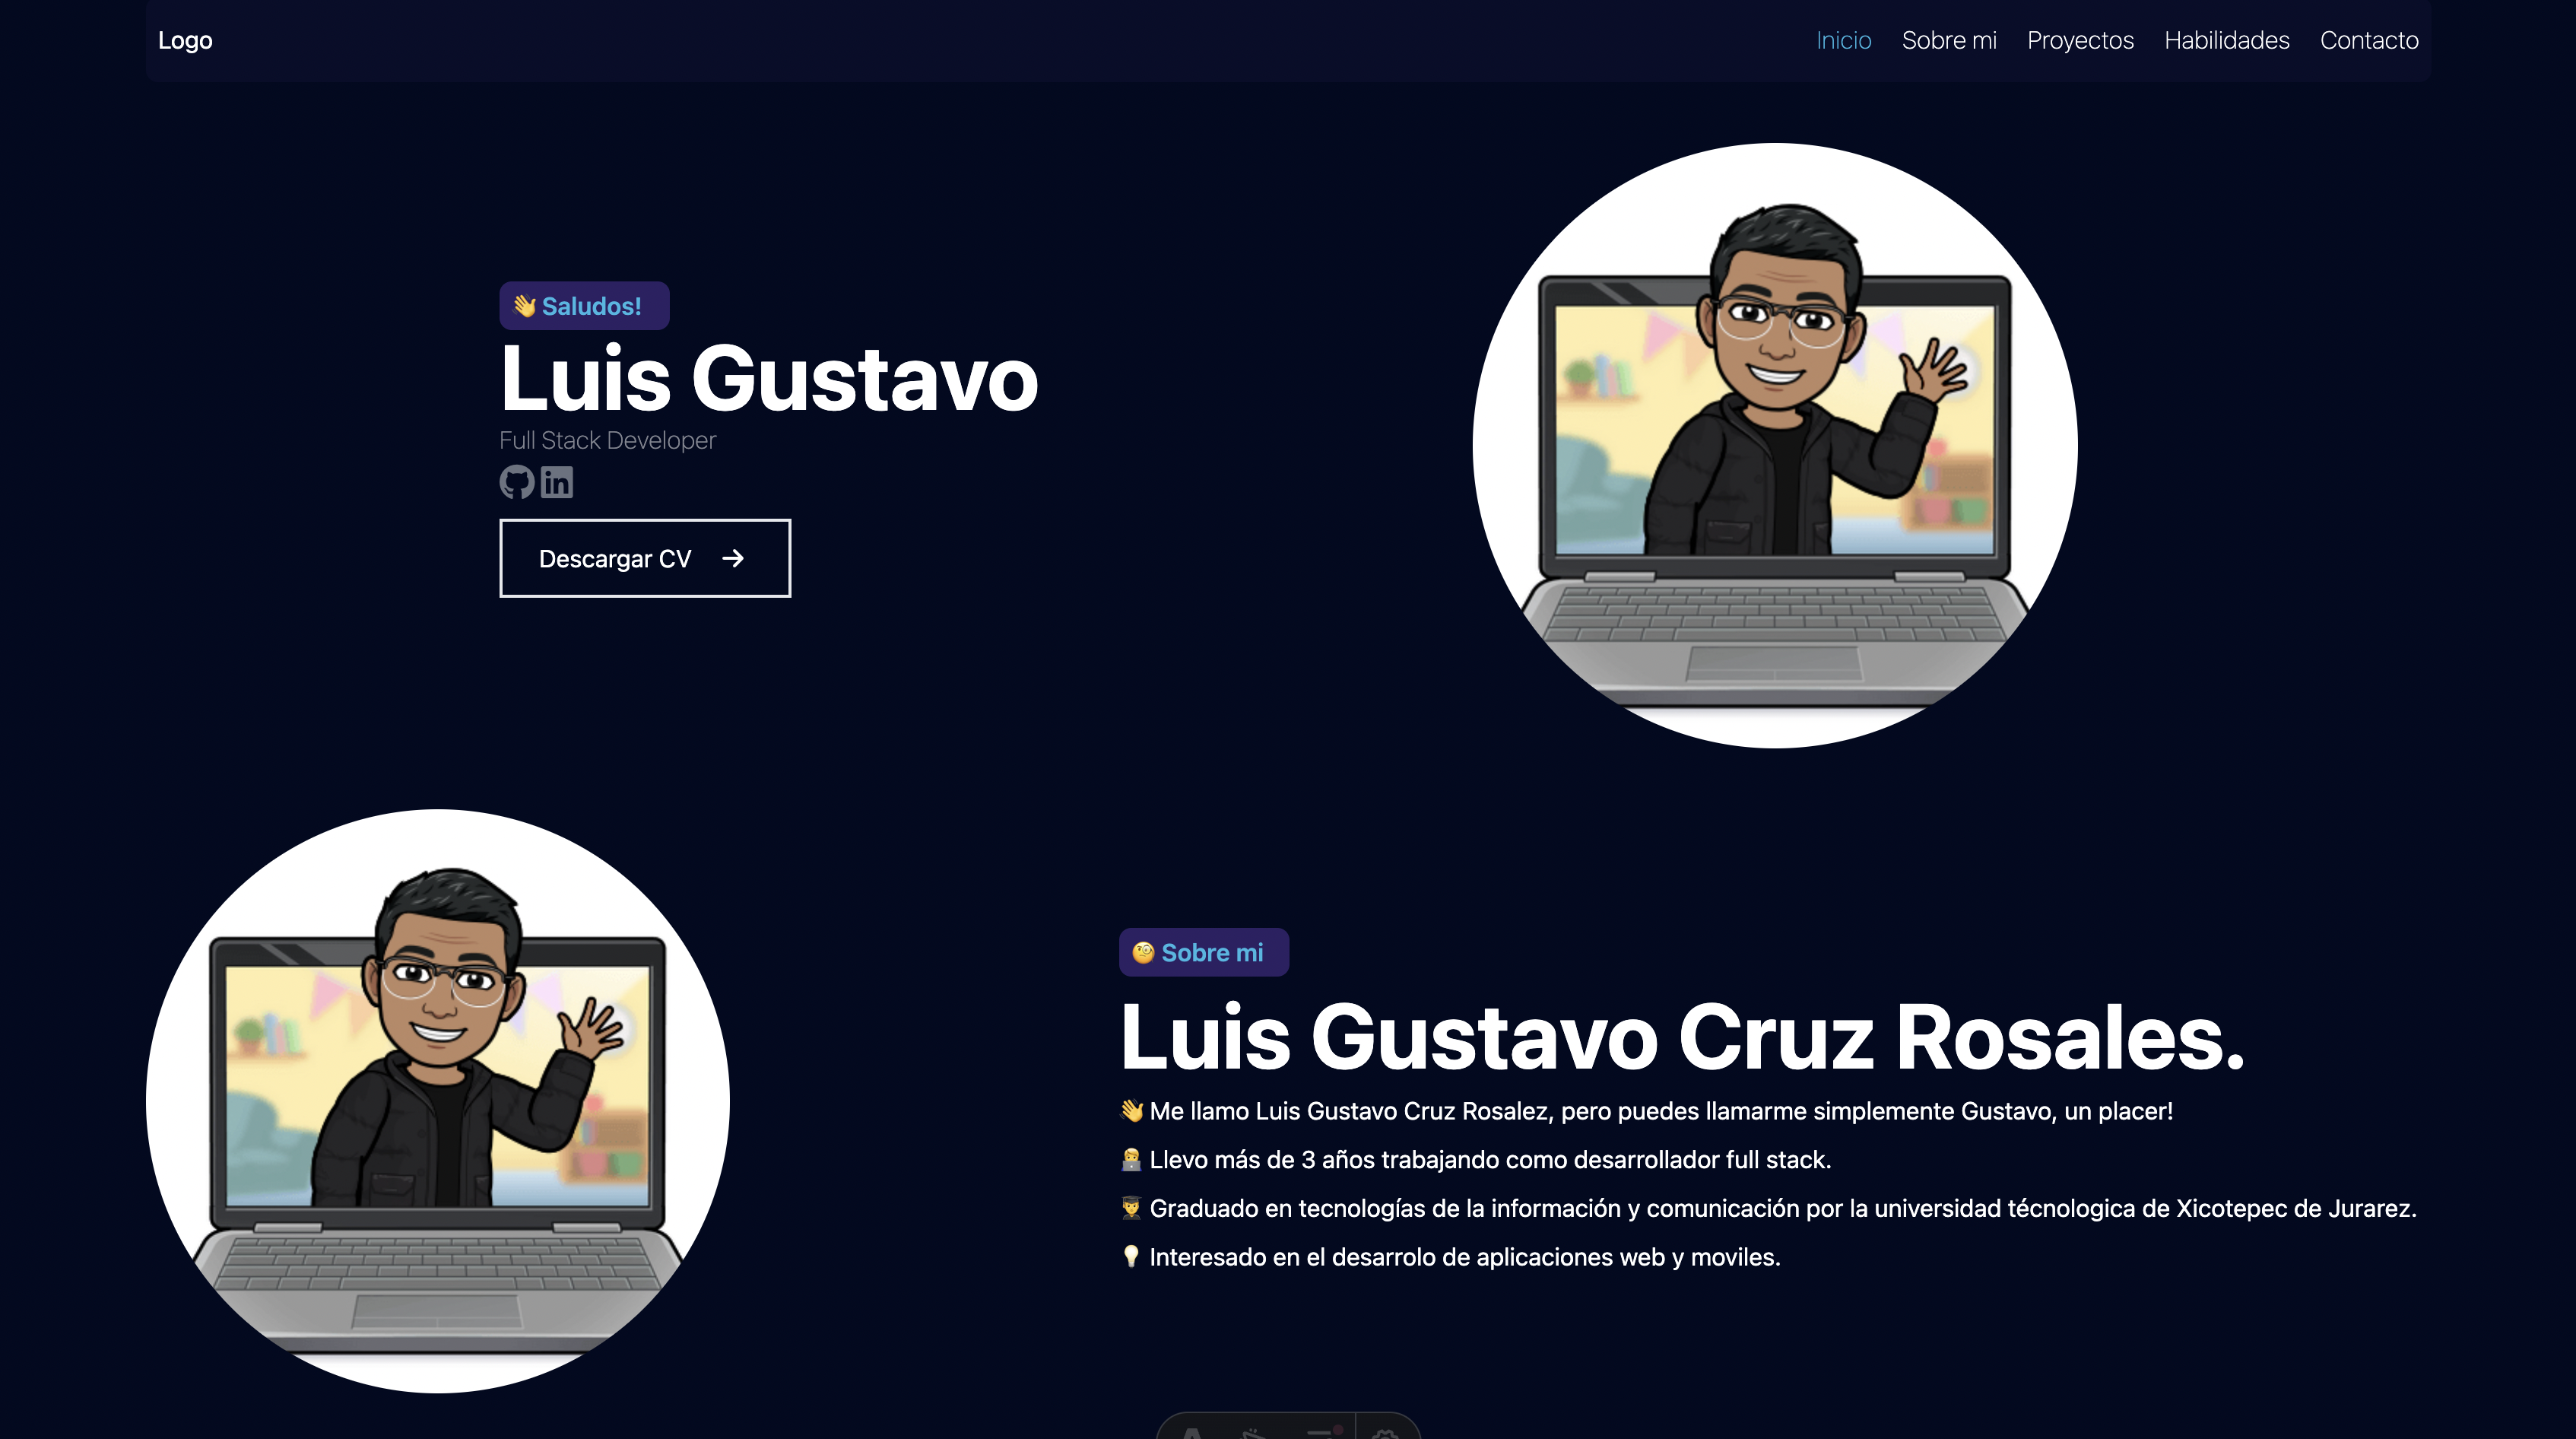 Logo
Inicio Sobre mi Proyectos Habilidades Contacto
👋 Saludos!
Luis Gustavo
Full Stack Developer
in
Descargar CV →
🧐 Sobre mi
Luis Gustavo Cruz Rosales.
👋 Me llamo Luis Gustavo Cruz Rosalez, pero puedes llamarme simplemente Gustavo, un placer!
👨‍💻 Llevo más de 3 años trabajando como desarrollador full stack.
👨‍🎓 Graduado en tecnologías de la información y comunicación por la universidad técnologica de Xicotepec de Jurarez.
💡 Interesado en el desarrolo de aplicaciones web y moviles.